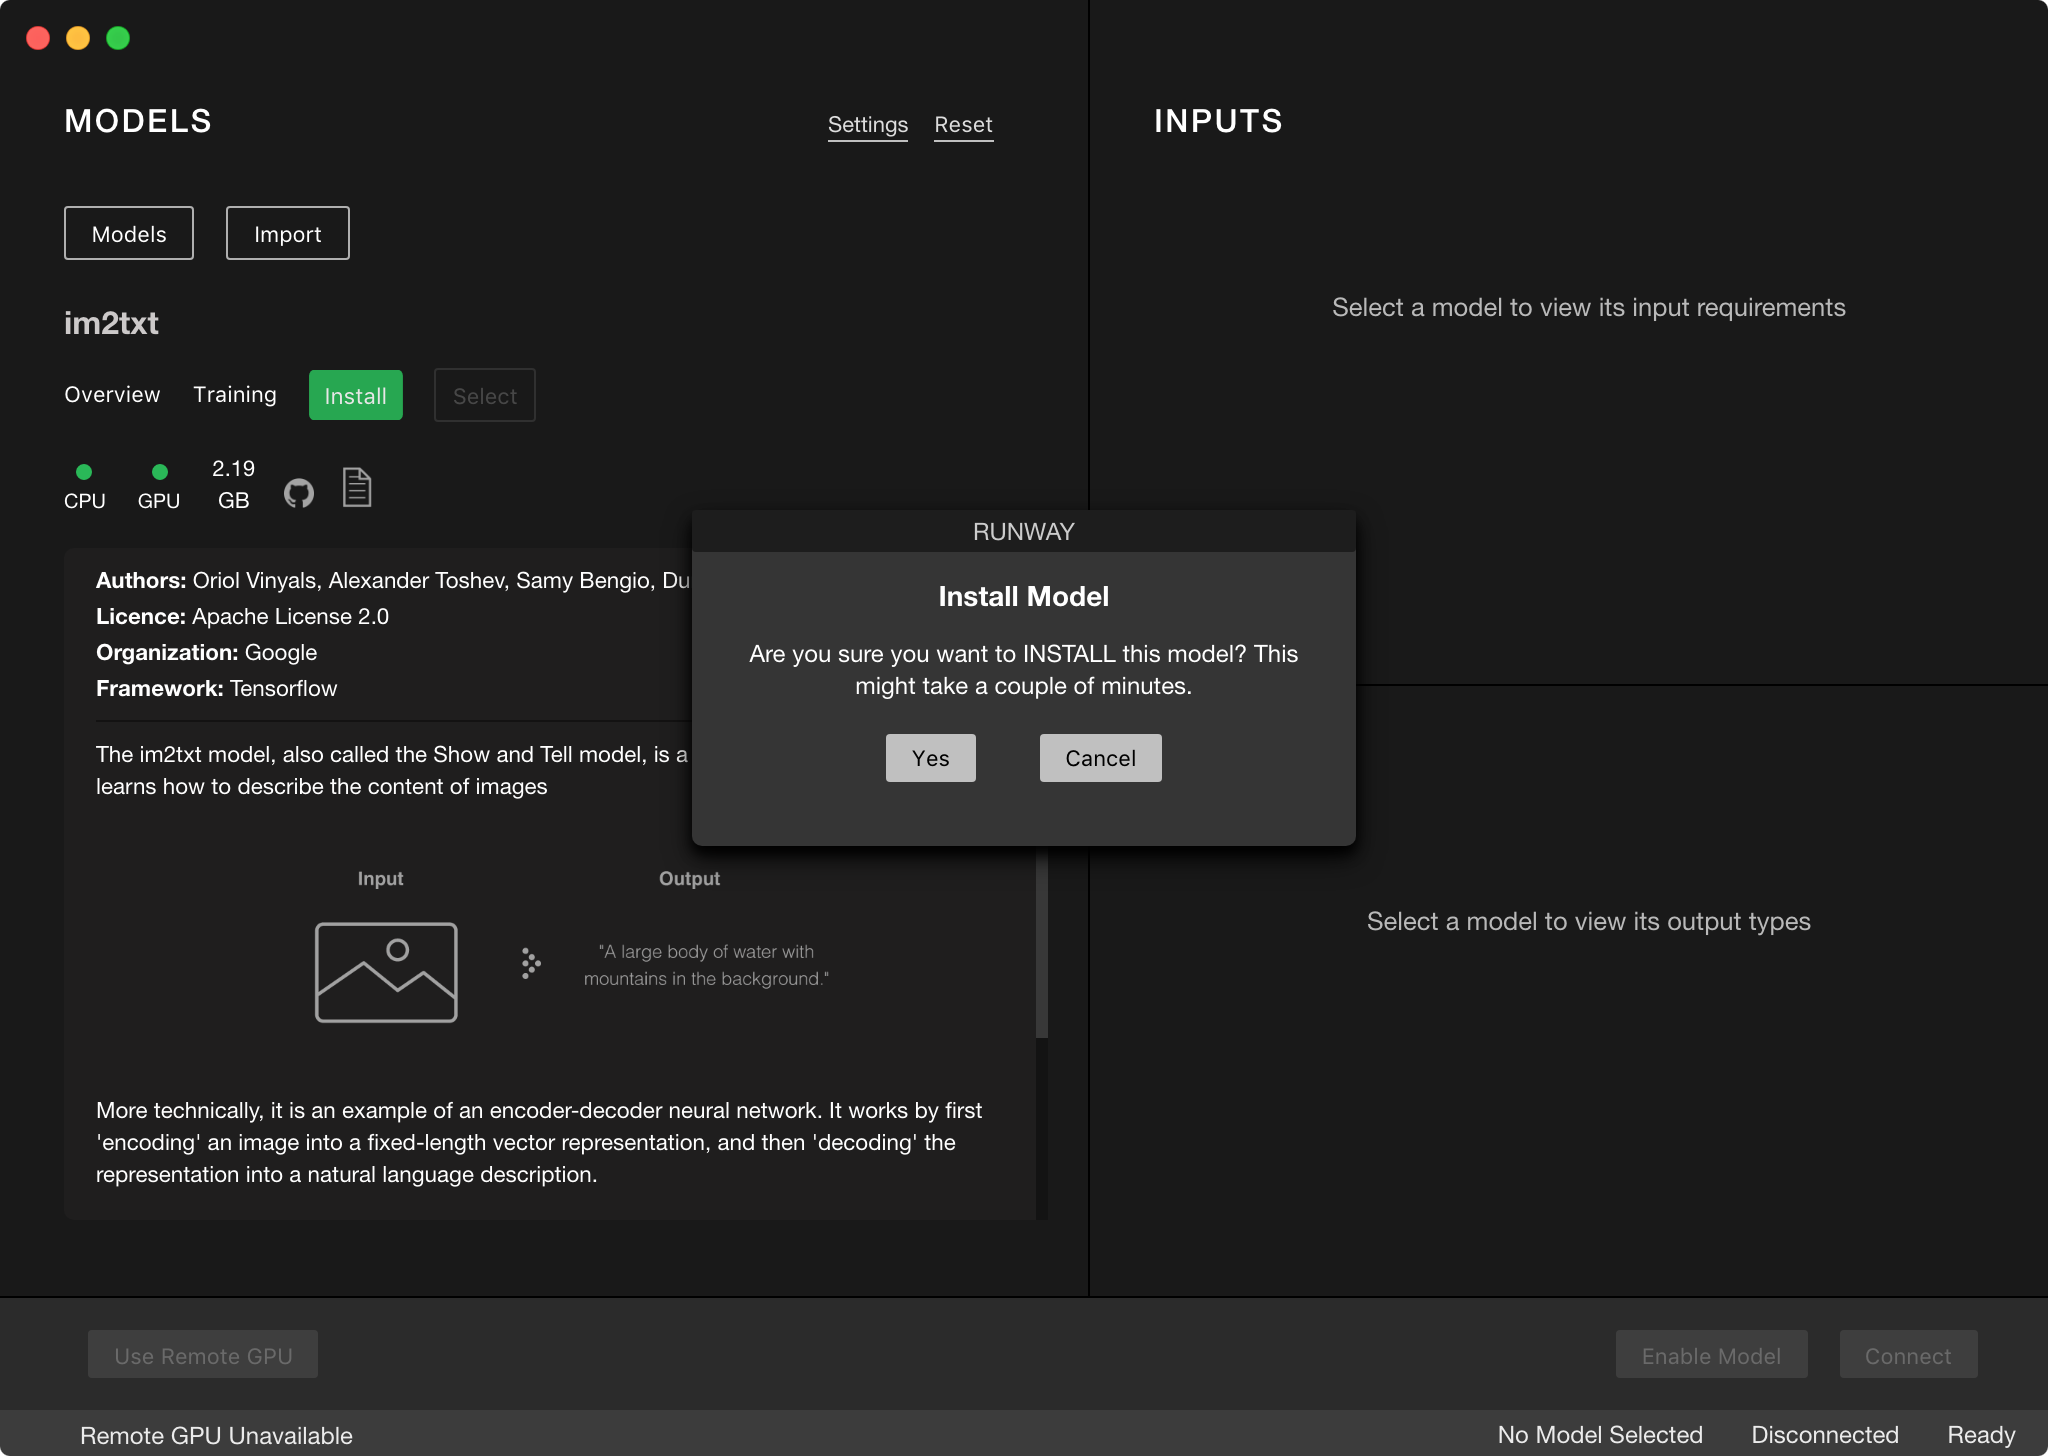 MODELS
Settings Reset
Models Import
im2txt
Overview Training Install Select
CPU GPU 2.19 GB
Authors: Oriol Vinyals, Alexander Toshev, Samy Bengio,
Licence: Apache License 2.0
Organization: Google
Framework: Tensorflow
The im2txt model, also called the Show and Tell model, is a
learns how to describe the content of images
Input Output
"A large body of water with
mountains in the background."
More technically, it is an example of an encoder-decoder neural network. It works by first
'encoding' an image into a fixed-length vector representation, and then 'decoding' the
representation into a natural language description.
RUNWAY
Install Model
Are you sure you want to INSTALL this model? This
might take a couple of minutes.
Yes Cancel
INPUTS
Select a model to view its input requirements
Select a model to view its output types
Use Remote GPU Enable Model Connect
Remote GPU Unavailable No Model Selected Disconnected Ready